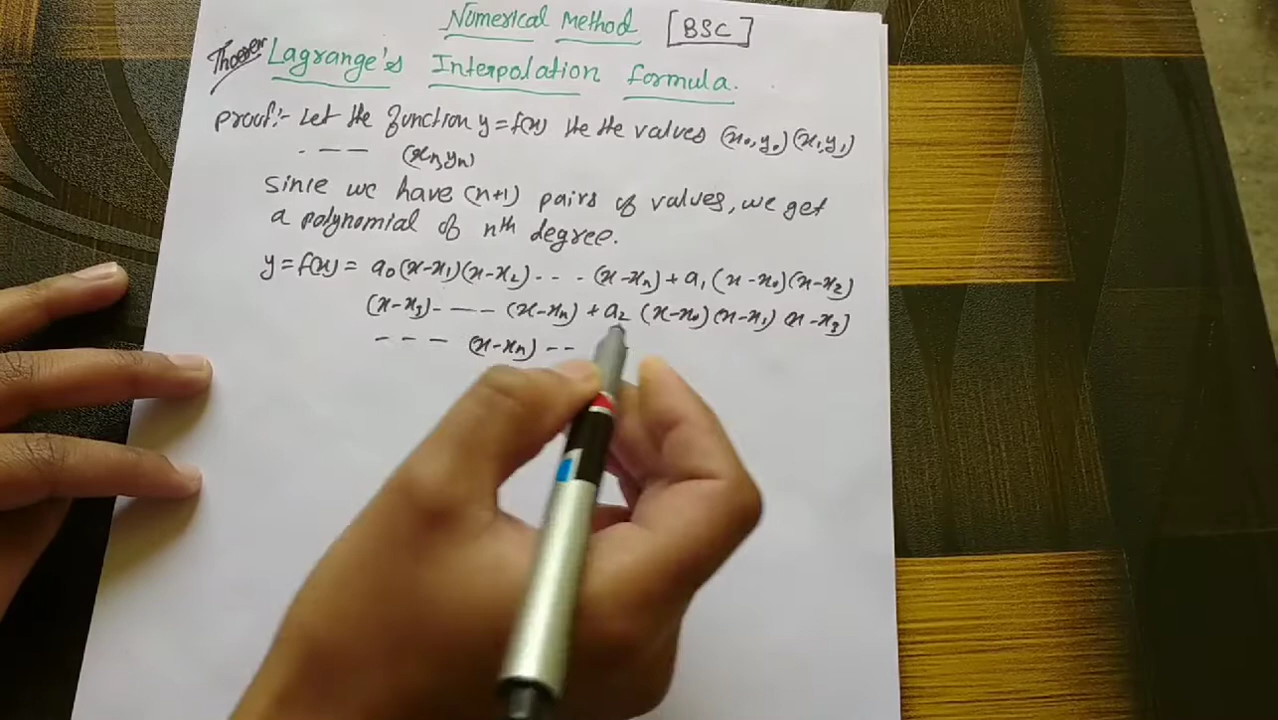 Numerical Method [BSC]
Lagrange's Interpolation formula.
Proof:- Let the function y=f(x) the the values (x₀,y₀)(x₁,y₁)
. --- (xn,yn)
Since we have (n+1) pairs of values, we get
a polynomial of nᵗʰ degree.
y=f(x) = a₀(x-x₁)(x-x₂)--- (x-xₙ)+a₁(x-x₀)(x-x₂)
(x-x₃)---- (x-xₙ) +a₂ (x-x₀)(x-x₁)(x-x₃)
--- (x-xₙ)--